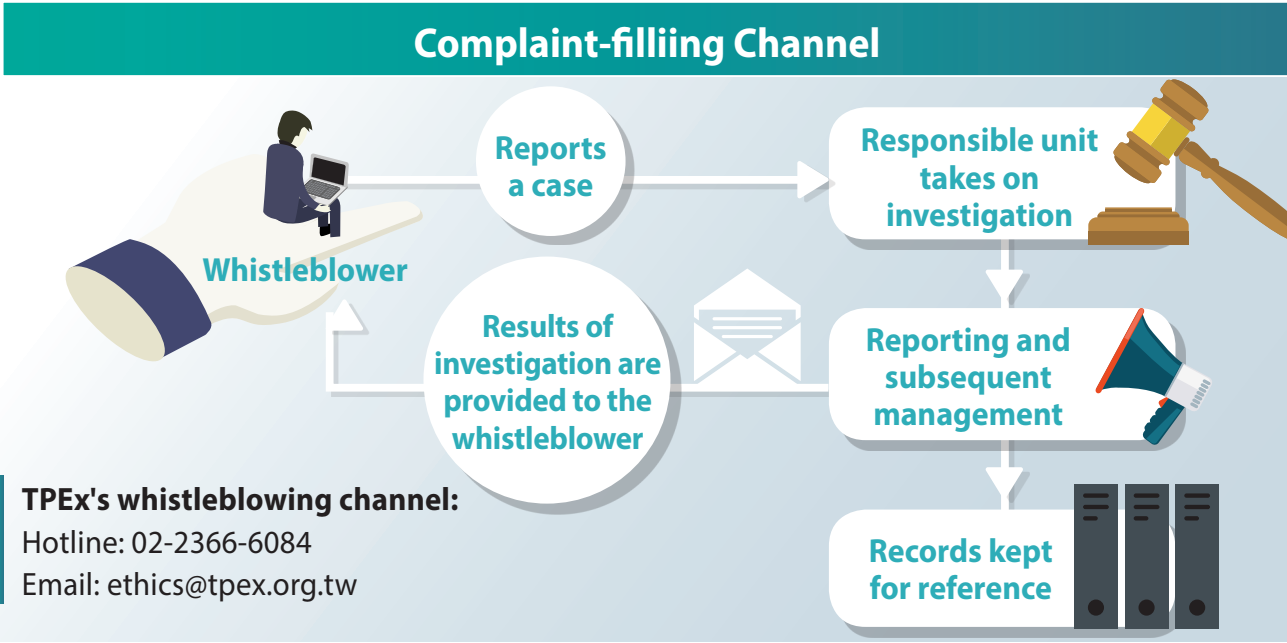 Complaint-filliing Channel
Reports
a case
Responsible unit
takes on
investigation
Whistleblower
Results of
investigation are
provided to the
whistleblower
Reporting and
subsequent
management
Records kept
for reference
TPEx's whistleblowing channel:
Hotline: 02-2366-6084
Email: ethics@tpex.org.tw